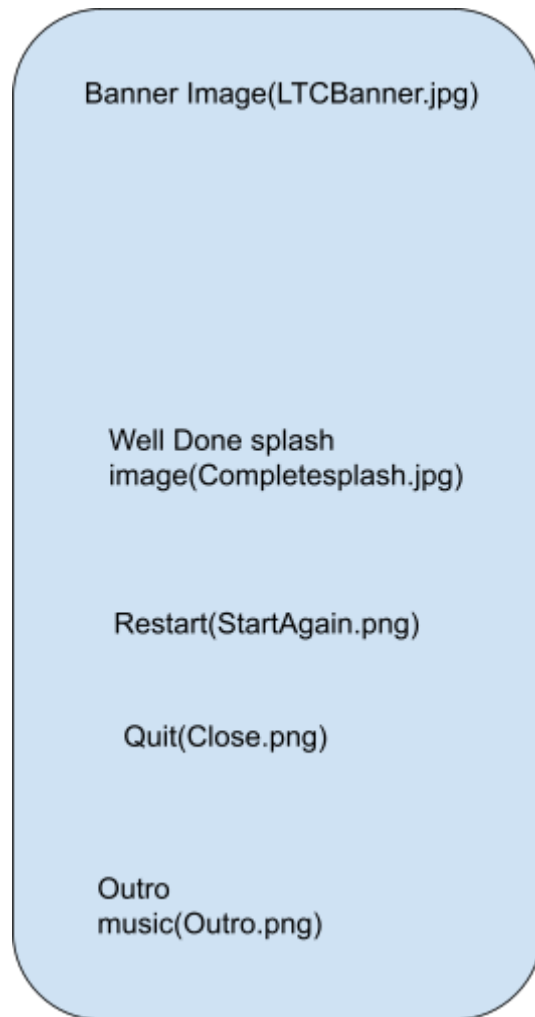 Banner Image(LTCBanner.jpg)
Well Done splash
image(Completesplash.jpg)
Restart(StartAgain.png)
Quit(Close.png)
Outro
music(Outro.png)